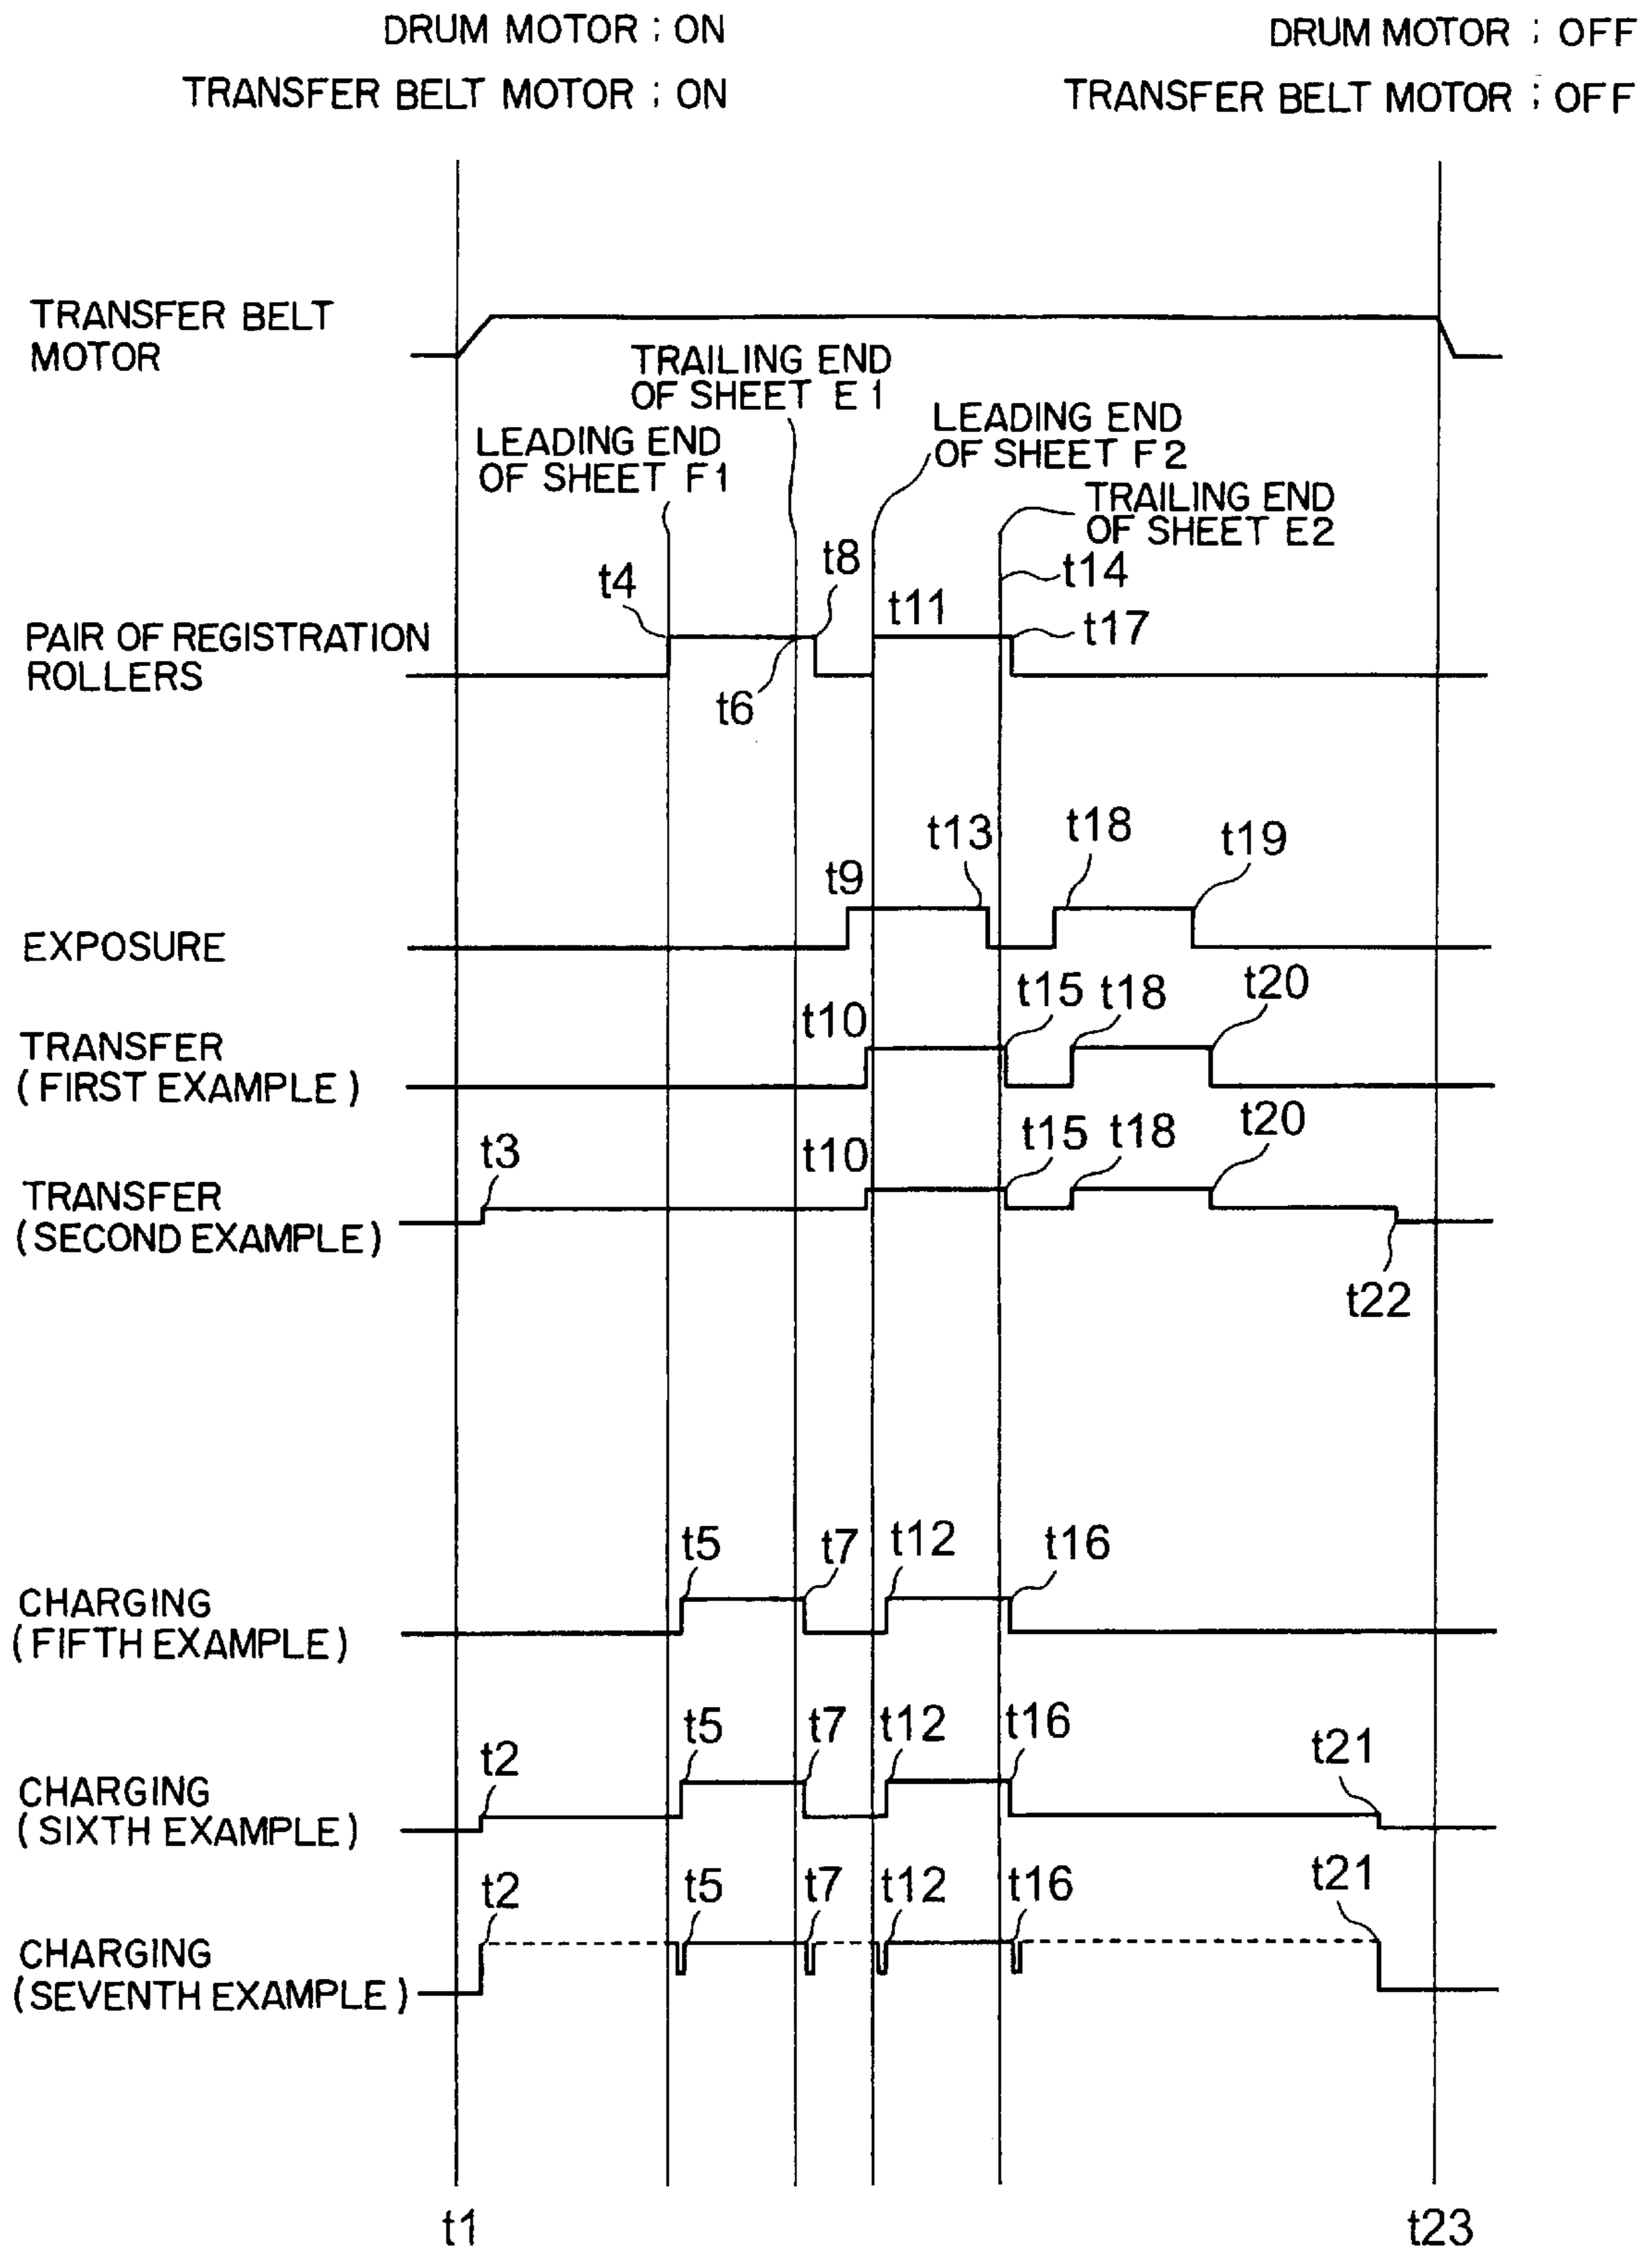 DRUM MOTOR ; ON
DRUM MOTOR ; OFF
TRANSFER BELT MOTOR ; ON
TRANSFER BELT MOTOR ; OFF
TRANSFER BELT
MOTOR
TRAILING END
OF SHEET E1
LEADING END
OF SHEET F1
LEADING END
OF SHEET F2
TRAILING END
OF SHEET E2
t4
t8
t11
t14
t17
t6
PAIR OF REGISTRATION
ROLLERS
t9
t13
t18
t19
EXPOSURE
t10
t15
t18
t20
TRANSFER
(FIRST EXAMPLE)
t3
t10
t15
t18
t20
t22
TRANSFER
(SECOND EXAMPLE)
t5
t7
t12
t16
CHARGING
(FIFTH EXAMPLE)
t2
t5
t7
t12
t16
t21
CHARGING
(SIXTH EXAMPLE)
t2
t5
t7
t12
t16
t21
CHARGING
(SEVENTH EXAMPLE)
t1
t23